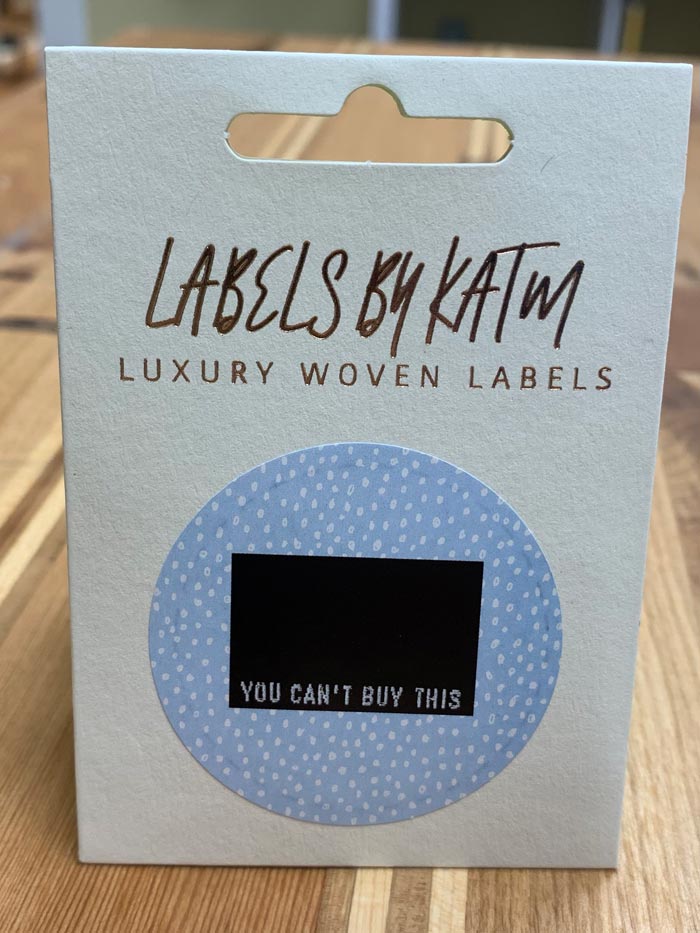 LABELS BY KATM
LUXURY WOVEN LABELS
YOU CAN'T BUY THIS